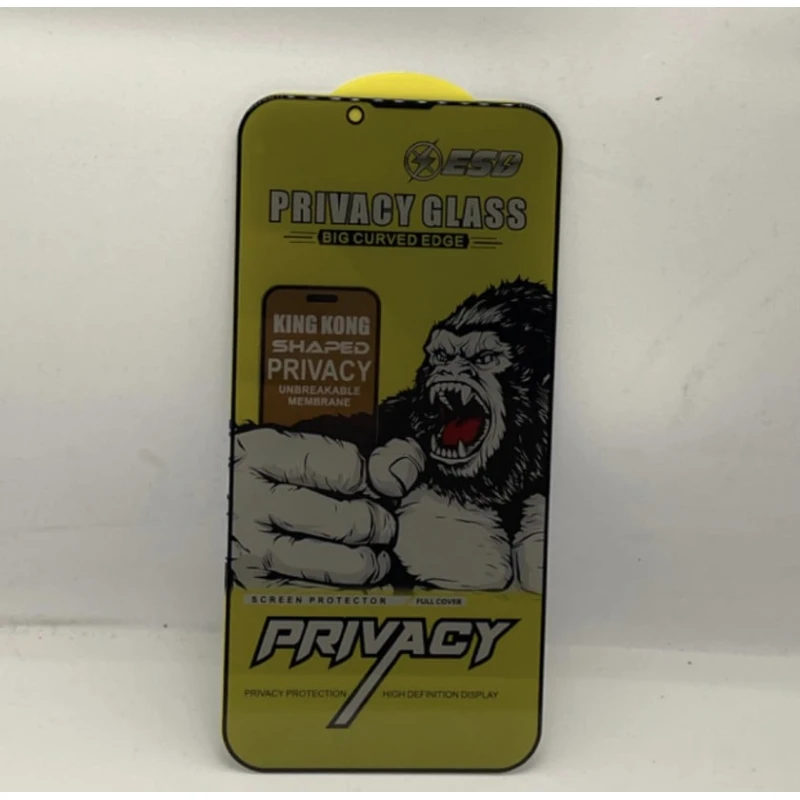 ESD
PRIVACY GLASS
BIG CURVED EDGE
KING KONG
SHAPED
PRIVACY
UNBREAKABLE
MEMBRANE
SCREEN PROTECTOR FULL COVER
PRIVACY
PRIVACY PROTECTION HIGH DEFINITION DISPLAY